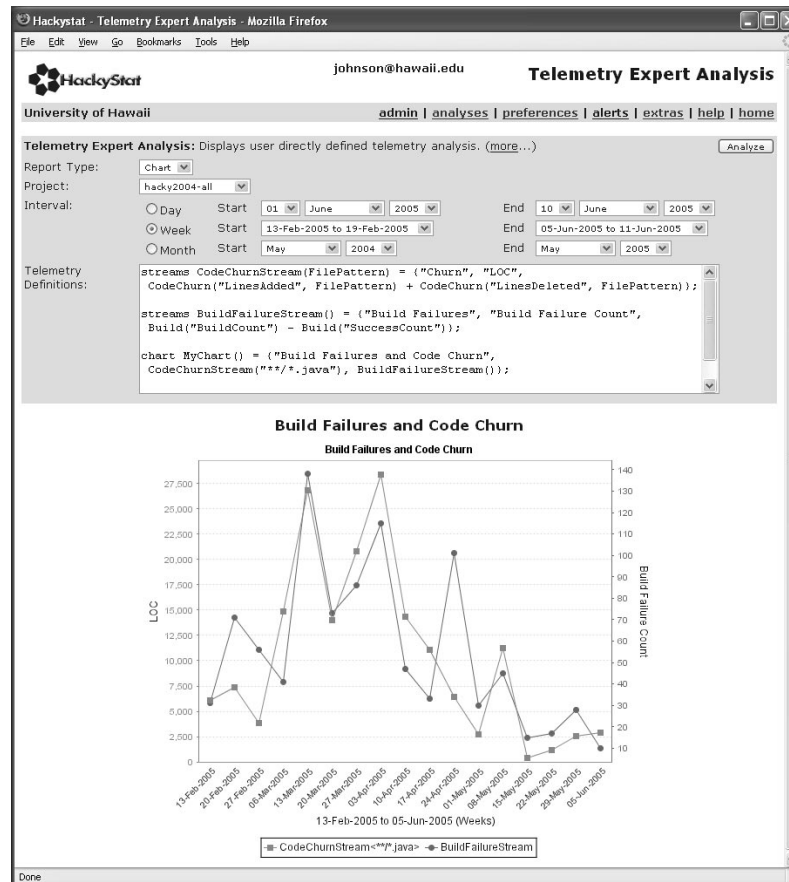 Hackystat - Telemetry Expert Analysis - Mozilla Firefox
File Edit View Go Bookmarks Tools Help
HackyStat
johnson@hawaii.edu
Telemetry Expert Analysis
University of Hawaii
admin | analyses | preferences | alerts | extras | help | home
Telemetry Expert Analysis: Displays user directly defined telemetry analysis. (more...)
Analyze
Report Type: Chart
Project: hacky2004-all
Interval:
Day Start 01 June 2005 End 10 June 2005
Week Start 13-Feb-2005 to 19-Feb-2005 End 05-Jun-2005 to 11-Jun-2005
Month Start May 2004 End May 2005
Telemetry
Definitions:
streams CodeChurnStream(FilePattern) = {"Churn", "LOC",
CodeChurn("LinesAdded", FilePattern) + CodeChurn("LinesDeleted", FilePattern)};
streams BuildFailureStream() = {"Build Failures", "Build Failure Count",
Build("BuildCount") - Build("SuccessCount")};
chart MyChart() = {"Build Failures and Code Churn",
CodeChurnStream("**/*.java"), BuildFailureStream()};
Build Failures and Code Churn
Build Failures and Code Churn
27,500
25,000
22,500
20,000
17,500
15,000
12,500
10,000
7,500
5,000
2,500
0
LOC
140
130
120
110
100
90
80
70
60
50
40
30
20
10
Build Failure Count
13-Feb-2005
20-Feb-2005
27-Feb-2005
06-Mar-2005
13-Mar-2005
20-Mar-2005
27-Mar-2005
03-Apr-2005
10-Apr-2005
17-Apr-2005
24-Apr-2005
01-May-2005
08-May-2005
15-May-2005
22-May-2005
29-May-2005
05-Jun-2005
13-Feb-2005 to 05-Jun-2005 (Weeks)
CodeChurnStream<**/*.java> BuildFailureStream
Done